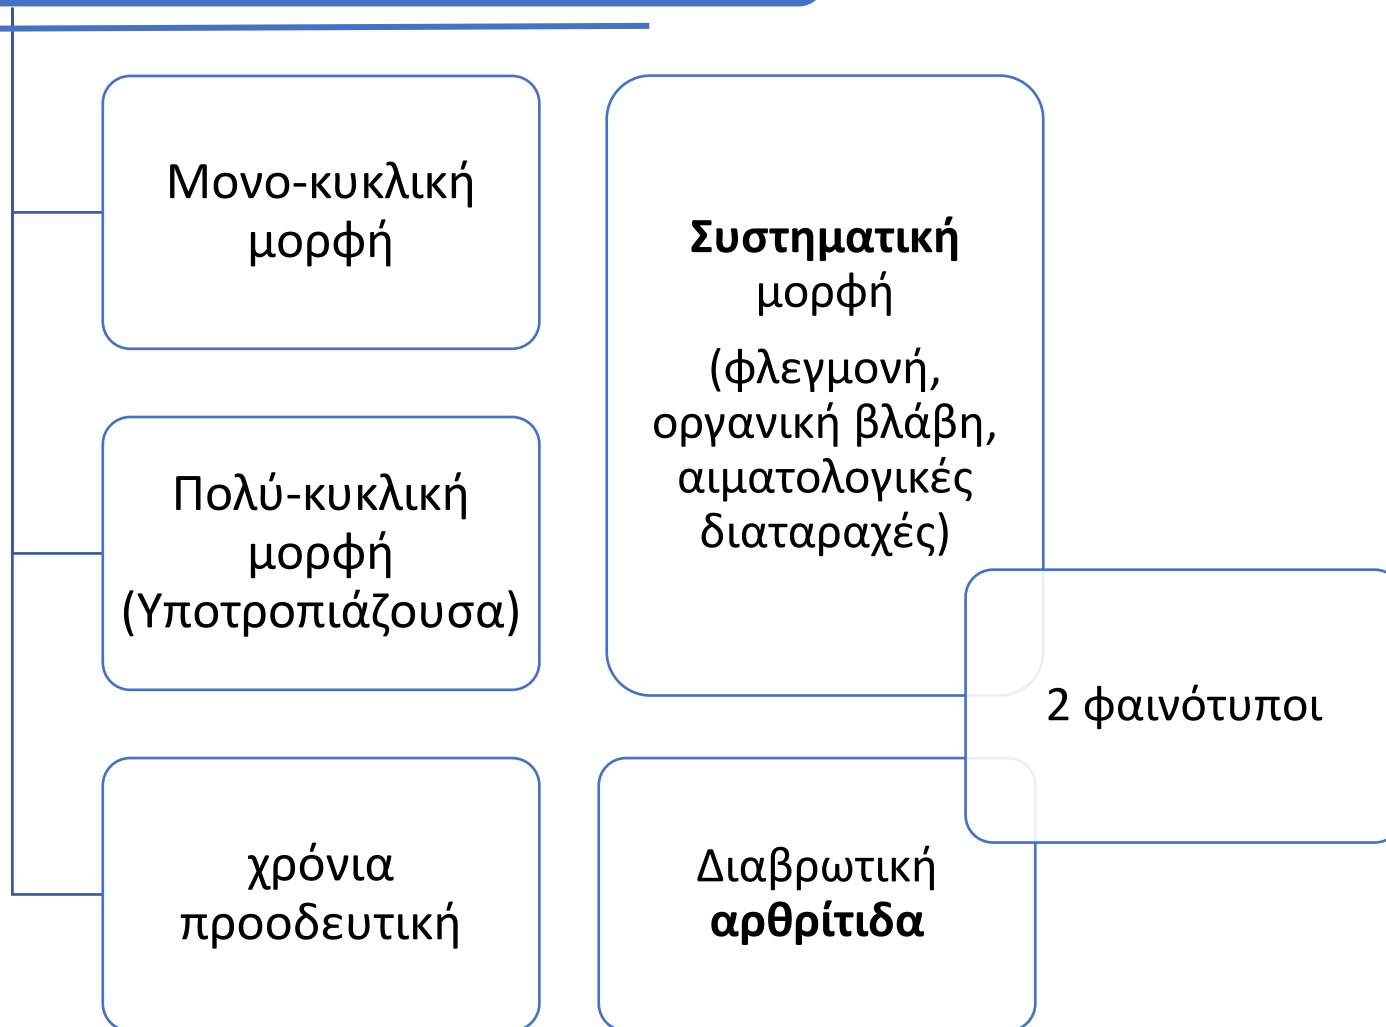 Μονο-κυκλική
μορφή
Πολύ-κυκλική
μορφή
(Υποτροπιάζουσα)
χρόνια
προοδευτική
Συστηματική
μορφή
(φλεγμονή,
οργανική βλάβη,
αιματολογικές
διαταραχές)
Διαβρωτική
αρθρίτιδα
2 φαινότυποι